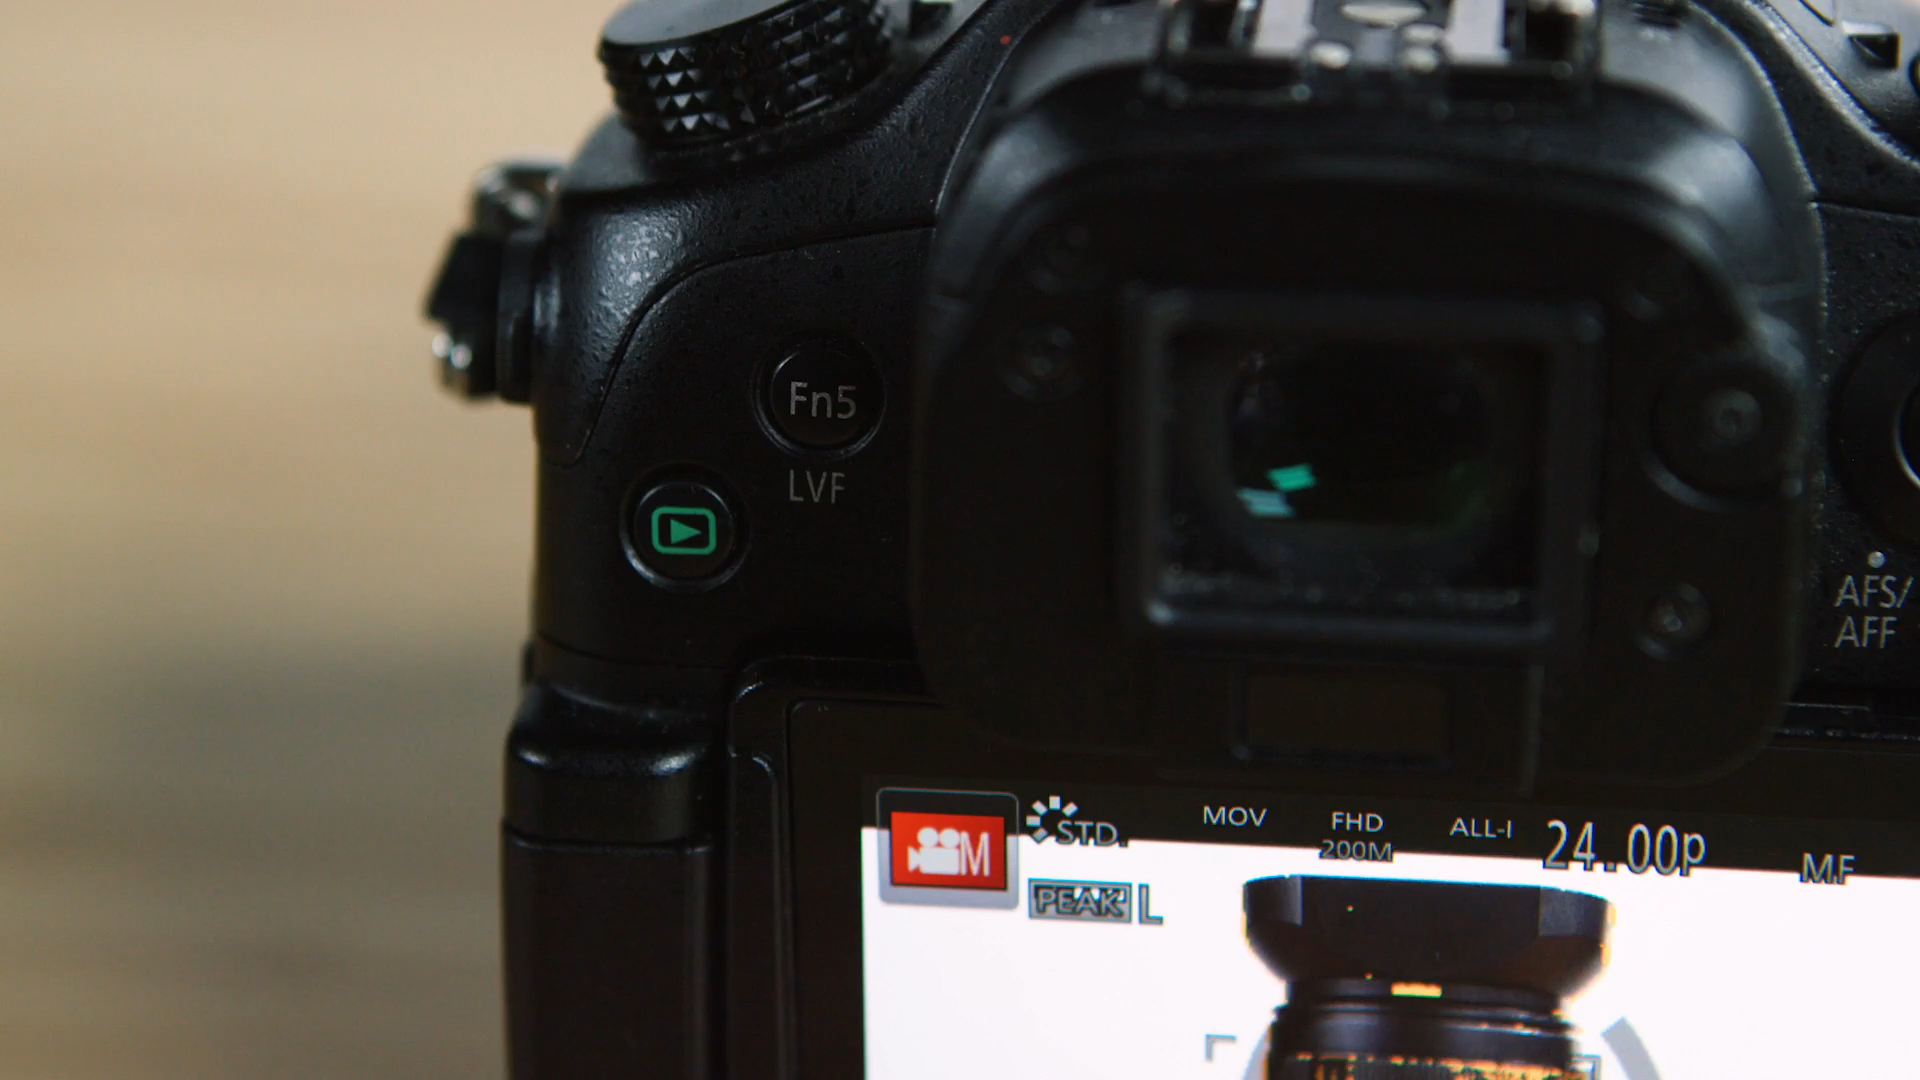 Fn5
LVF
AFS/
AFF
M
STD.
MOV
FHD
200M
ALL-I
24.00p
MF
PEAK L